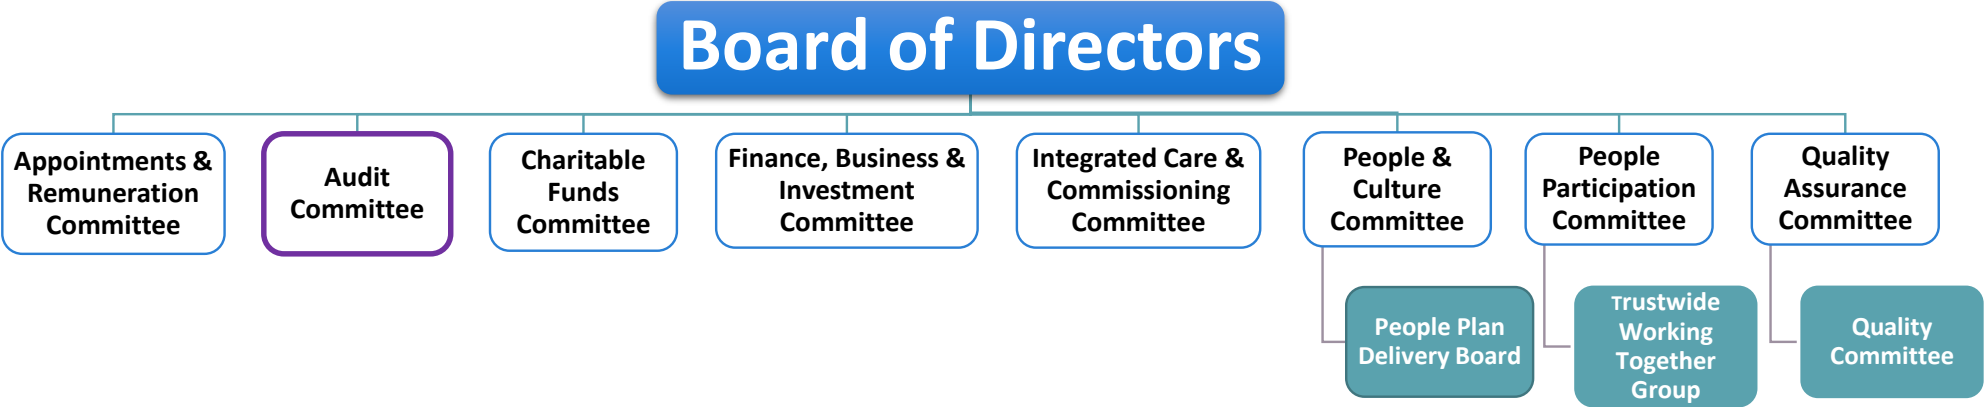 Board of Directors
Appointments &
Remuneration
Committee
Audit
Committee
Charitable
Funds
Committee
Finance, Business &
Investment
Committee
Integrated Care &
Commissioning
Committee
People &
Culture
Committee
People
Participation
Committee
Quality
Assurance
Committee
People Plan
Delivery Board
Trustwide
Working
Together
Group
Quality
Committee